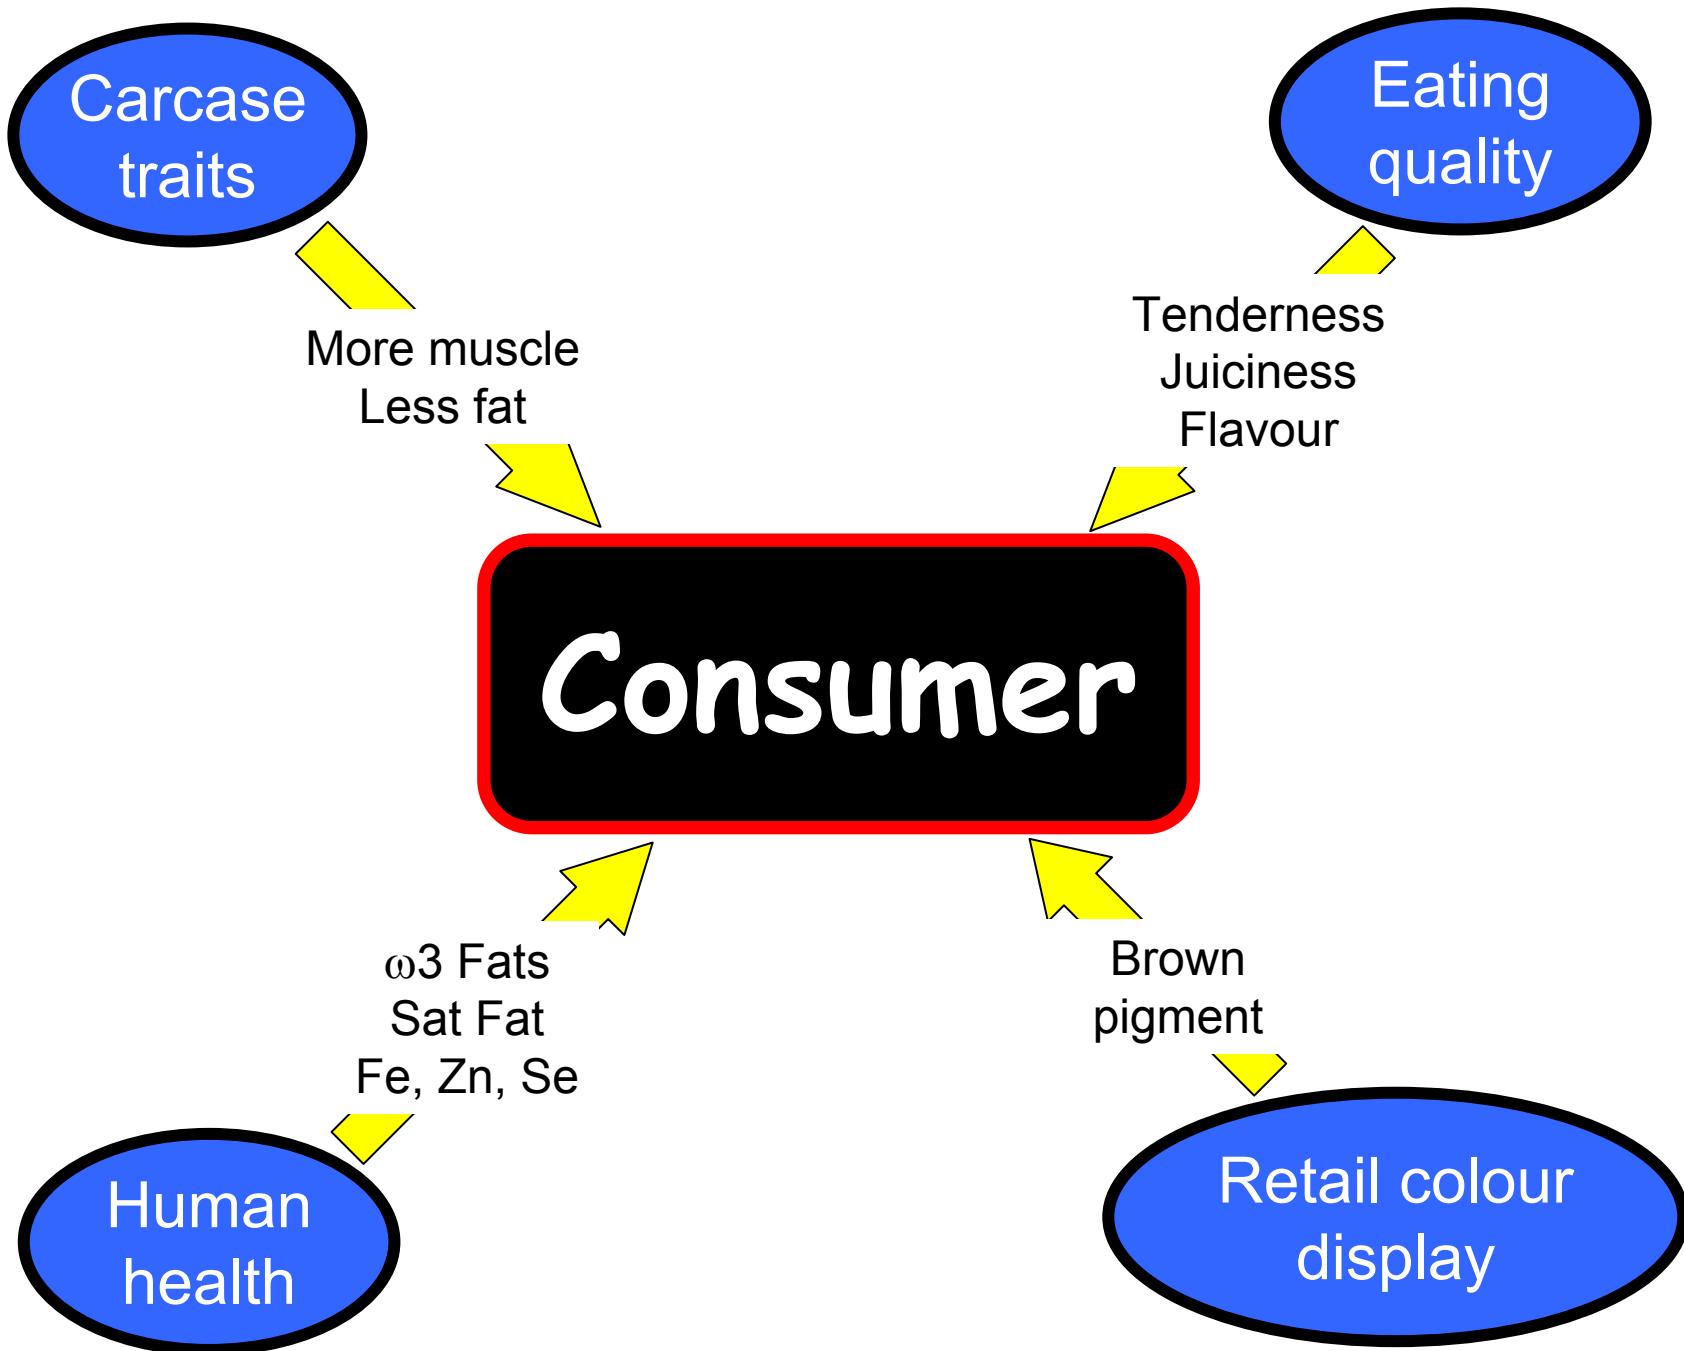 Carcase
traits
Eating
quality
More muscle
Less fat
Tenderness
Juiciness
Flavour
Consumer
ω3 Fats
Sat Fat
Fe, Zn, Se
Brown
pigment
Human
health
Retail colour
display